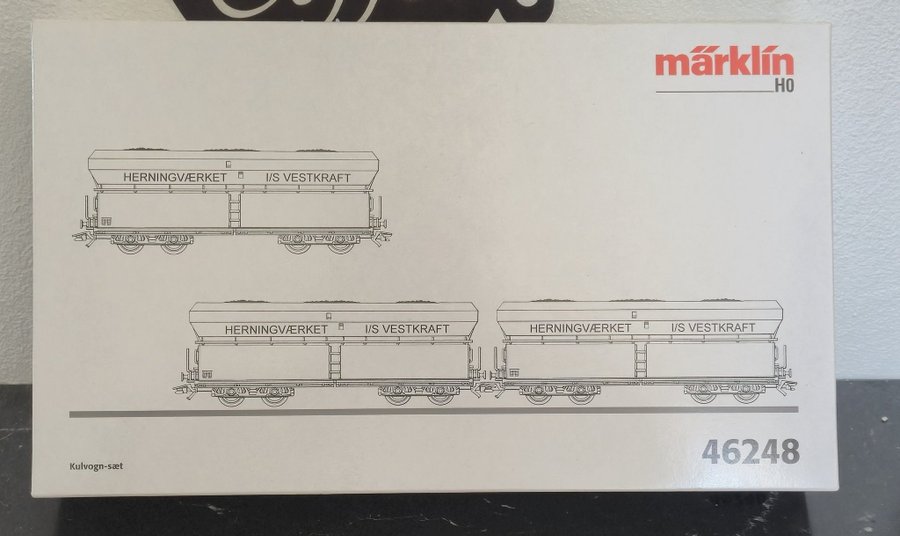 märklin
H0
HERNINGVÆRKET I/S VESTKRAFT
HERNINGVÆRKET I/S VESTKRAFT
HERNINGVÆRKET I/S VESTKRAFT
46248
Kulvogn-sæt